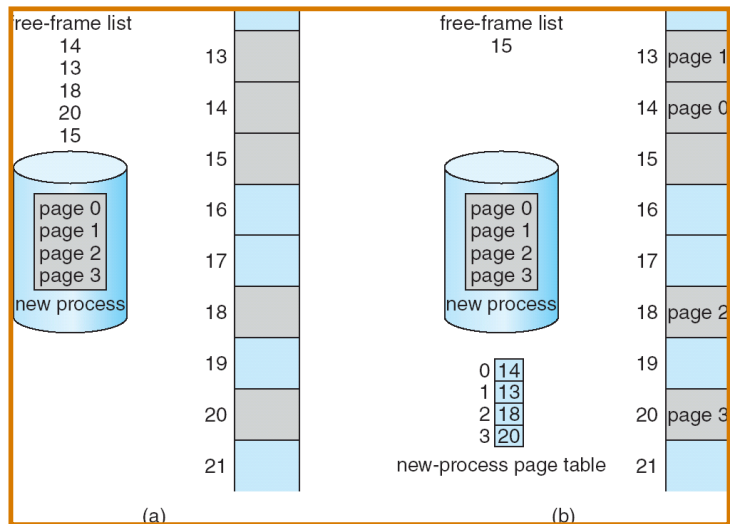 ree-frame list
14
13
18
20
15
page 0
page 1
page 2
page 3
new process
13
14
15
16
17
18
19
20
21
(a)
free-frame list
15
page 0
page 1
page 2
page 3
new process
0 14
1 13
2 18
3 20
new-process page table
13 page 1
14 page 0
15
16
17
18 page 2
19
20 page 3
21
(b)